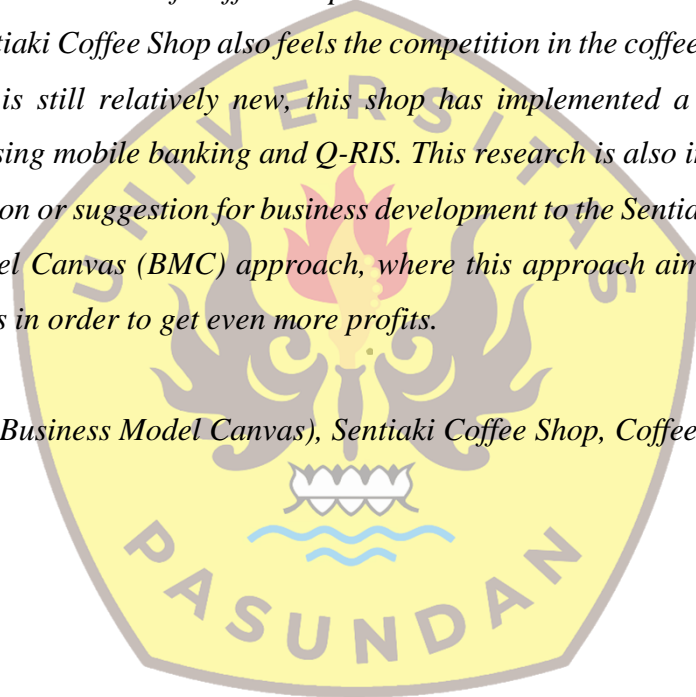 tiaki Coffee Shop also feels the competition in the coffee
is still relatively new, this shop has implemented a
sing mobile banking and Q-RIS. This research is also i
on or suggestion for business development to the Sentia
el Canvas (BMC) approach, where this approach aim
s in order to get even more profits.
Business Model Canvas), Sentiaki Coffee Shop, Coffee
UNIVERSITAS
PASUNDAN